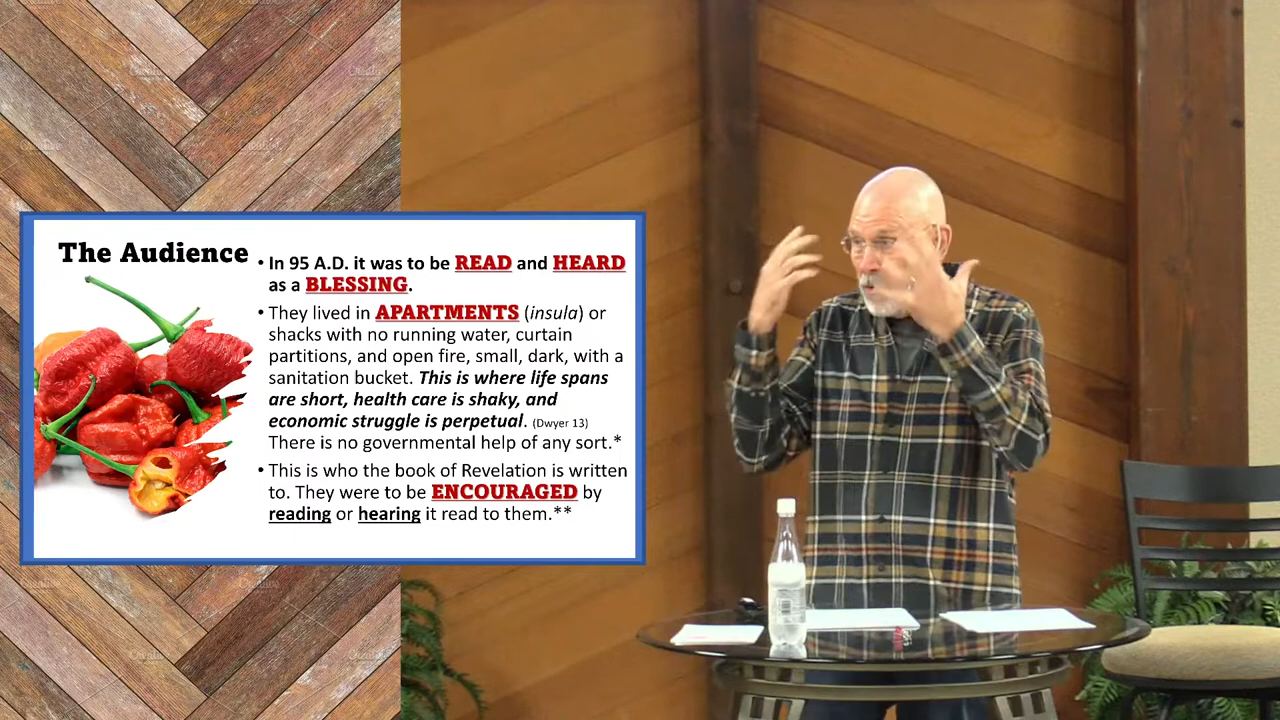 The Audience
• In 95 A.D. it was to be READ and HEARD
as a BLESSING.
• They lived in APARTMENTS (insula) or
shacks with no running water, curtain
partitions, and open fire, small, dark, with a
sanitation bucket. This is where life spans
are short, health care is shaky, and
economic struggle is perpetual. (Dwyer 13)
There is no governmental help of any sort.*
• This is who the book of Revelation is written
to. They were to be ENCOURAGED by
reading or hearing it read to them.**